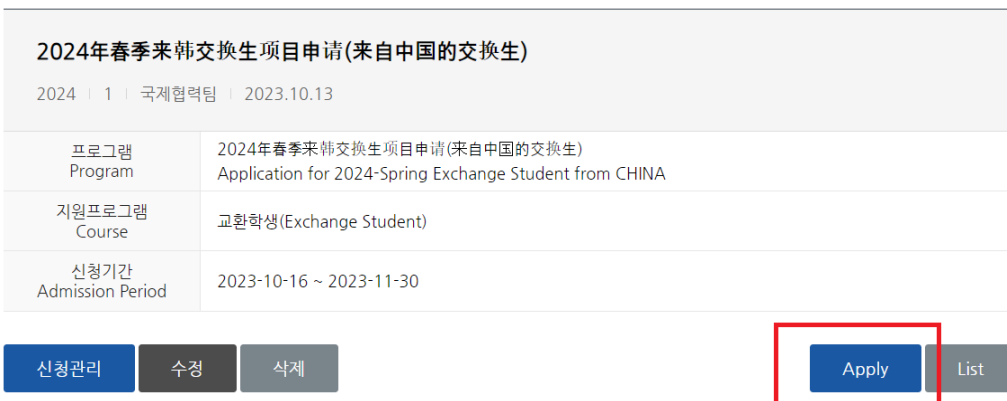 2024年春季来韩交换生项目申请(来自中国的交换生)
2024 | 1 | 국제협력팀 | 2023.10.13
프로그램
Program
2024年春季来韩交换生项目申请(来自中国的交换生)
Application for 2024-Spring Exchange Student from CHINA
지원프로그램
Course
교환학생(Exchange Student)
신청기간
Admission Period
2023-10-16 ~ 2023-11-30
신청관리 수정 삭제 Apply List